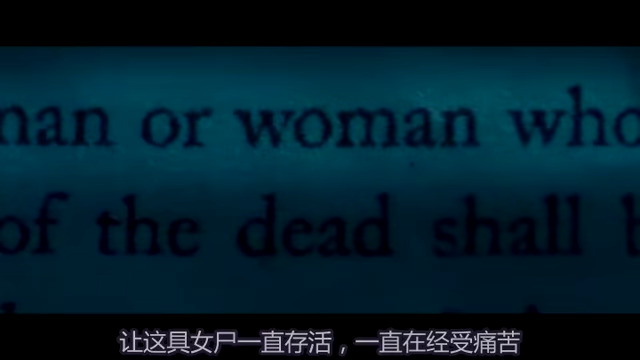 man or woman who
of the dead shall
让这具女尸一直存活，一直在经受痛苦